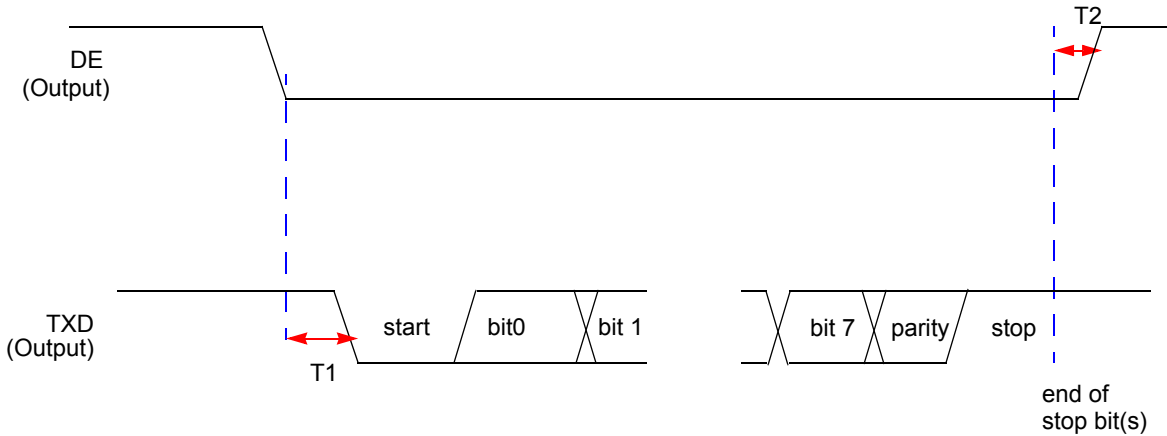 T2
DE
(Output)
TXD
(Output)
start
bit0
bit 1
bit 7
parity
stop
T1
end of
stop bit(s)